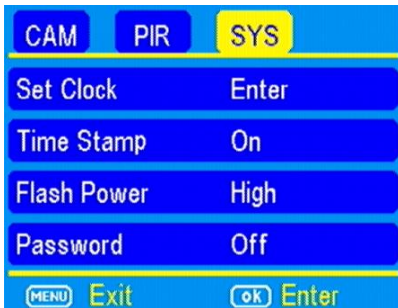 CAM PIR SYS
Set Clock Enter
Time Stamp On
Flash Power High
Password Off
MENU Exit OK Enter